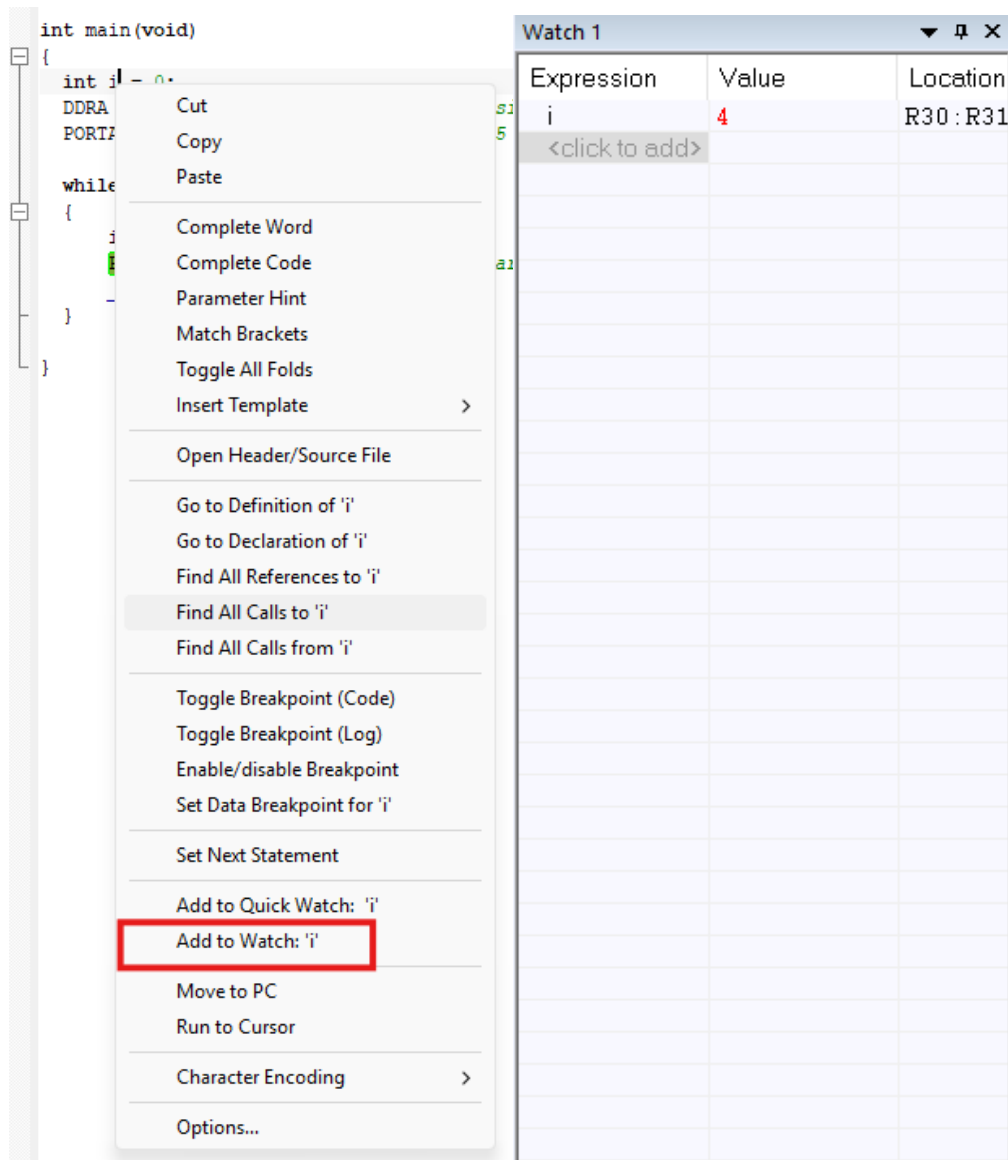 int main(void)
{
int i = 0;
DDRA
PORTA
5
while
{
}
}
Cut
Copy
Paste
Complete Word
Complete Code
Parameter Hint
Match Brackets
Toggle All Folds
Insert Template
Open Header/Source File
Go to Definition of 'i'
Go to Declaration of 'i'
Find All References to 'i'
Find All Calls to 'i'
Find All Calls from 'i'
Toggle Breakpoint (Code)
Toggle Breakpoint (Log)
Enable/disable Breakpoint
Set Data Breakpoint for 'i'
Set Next Statement
Add to Quick Watch: 'i'
Add to Watch: 'i'
Move to PC
Run to Cursor
Character Encoding
Options...
Watch 1
Expression Value Location
i 4 R30:R31
<click to add>